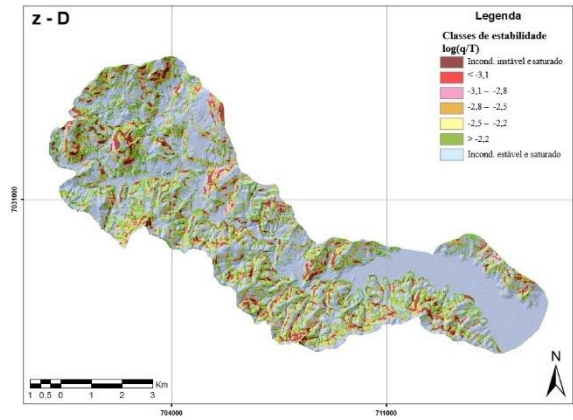 z - D
Legenda
Classes de estabilidade
log(q/T)
Incond. instável e saturado
< -3,1
-3,1 – -2,8
-2,8 – -2,5
-2,5 – -2,2
> -2,2
Incond. estável e saturado
7031000
N
Km
1 0,5 0 1 2 3
704000
711000